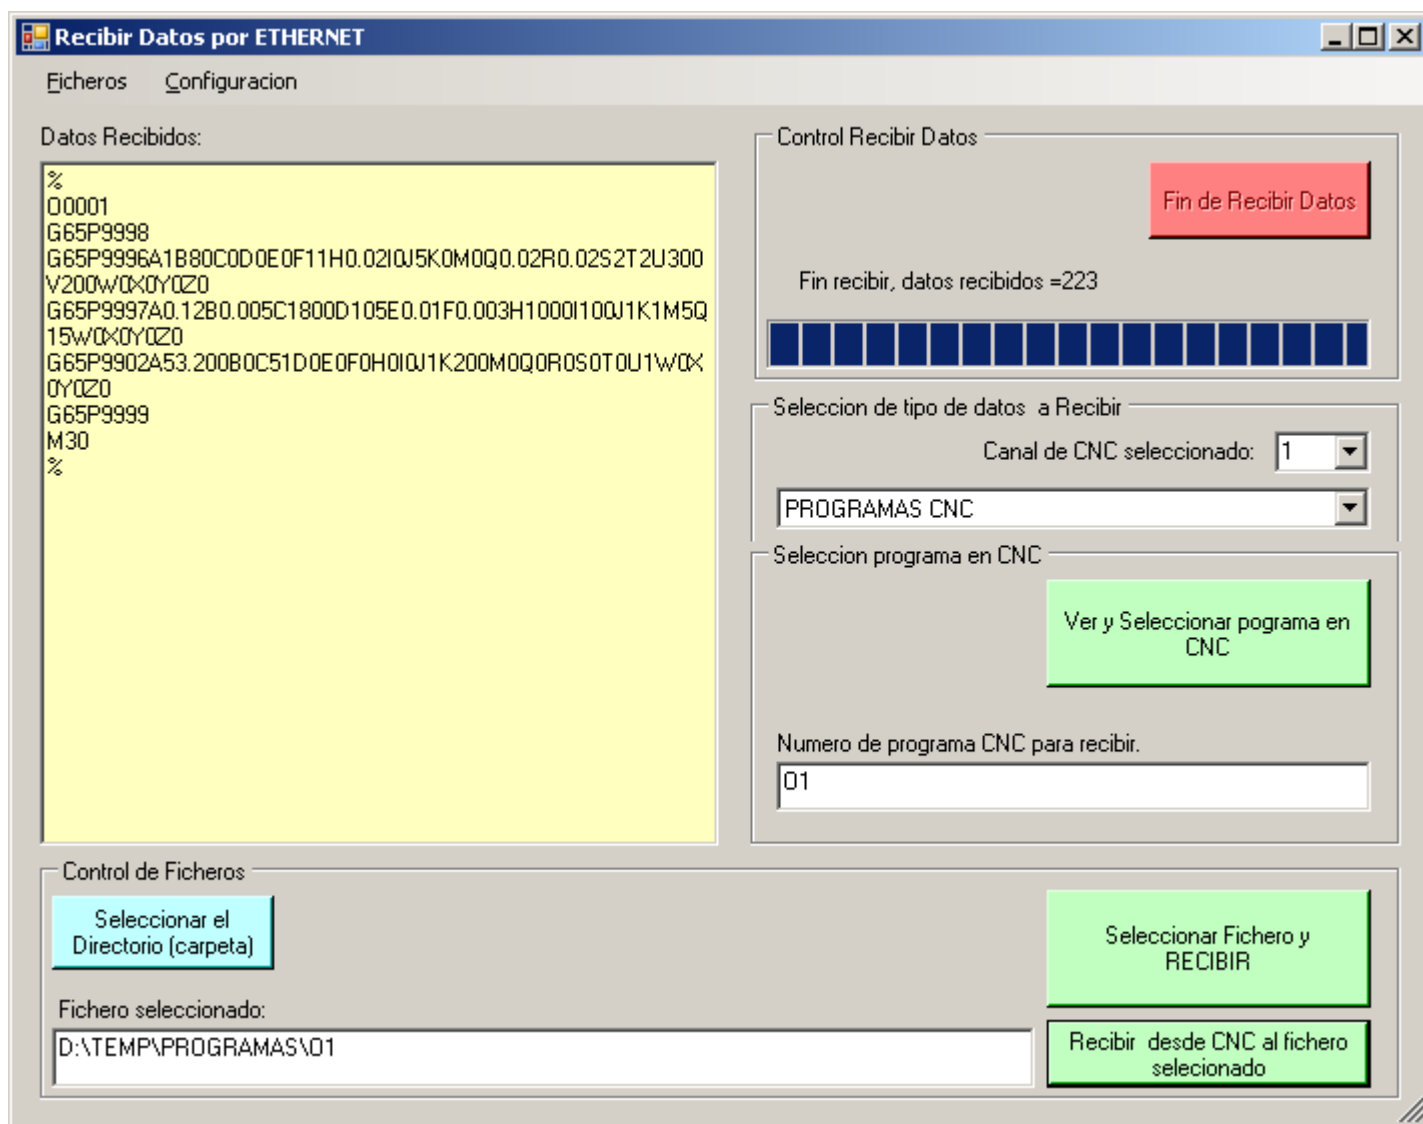 Recibir Datos por ETHERNET
Ficheros Configuracion
Datos Recibidos:
%
O0001
G65P9998
G65P9996A1B80C0D0E0F11H0.02I0J5K0M0Q0.02R0.02S2T2U300
V200W0X0Y0Z0
G65P9997A0.12B0.005C1800D105E0.01F0.003H1000I100J1K1M5Q
15W0X0Y0Z0
G65P9902A53.200B0C51D0E0F0H0I0J1K200M0Q0R0S0T0U1W0X
0Y0Z0
G65P9999
M30
%
Control Recibir Datos
Fin de Recibir Datos
Fin recibir, datos recibidos =223
Seleccion de tipo de datos  a Recibir
Canal de CNC seleccionado: 1
PROGRAMAS CNC
Seleccion programa en CNC
Ver y Seleccionar pograma en
CNC
Numero de programa CNC para recibir.
O1
Control de Ficheros
Seleccionar el
Directorio (carpeta)
Fichero seleccionado:
D:\TEMP\PROGRAMAS\O1
Seleccionar Fichero y
RECIBIR
Recibir  desde CNC al fichero
selecionado